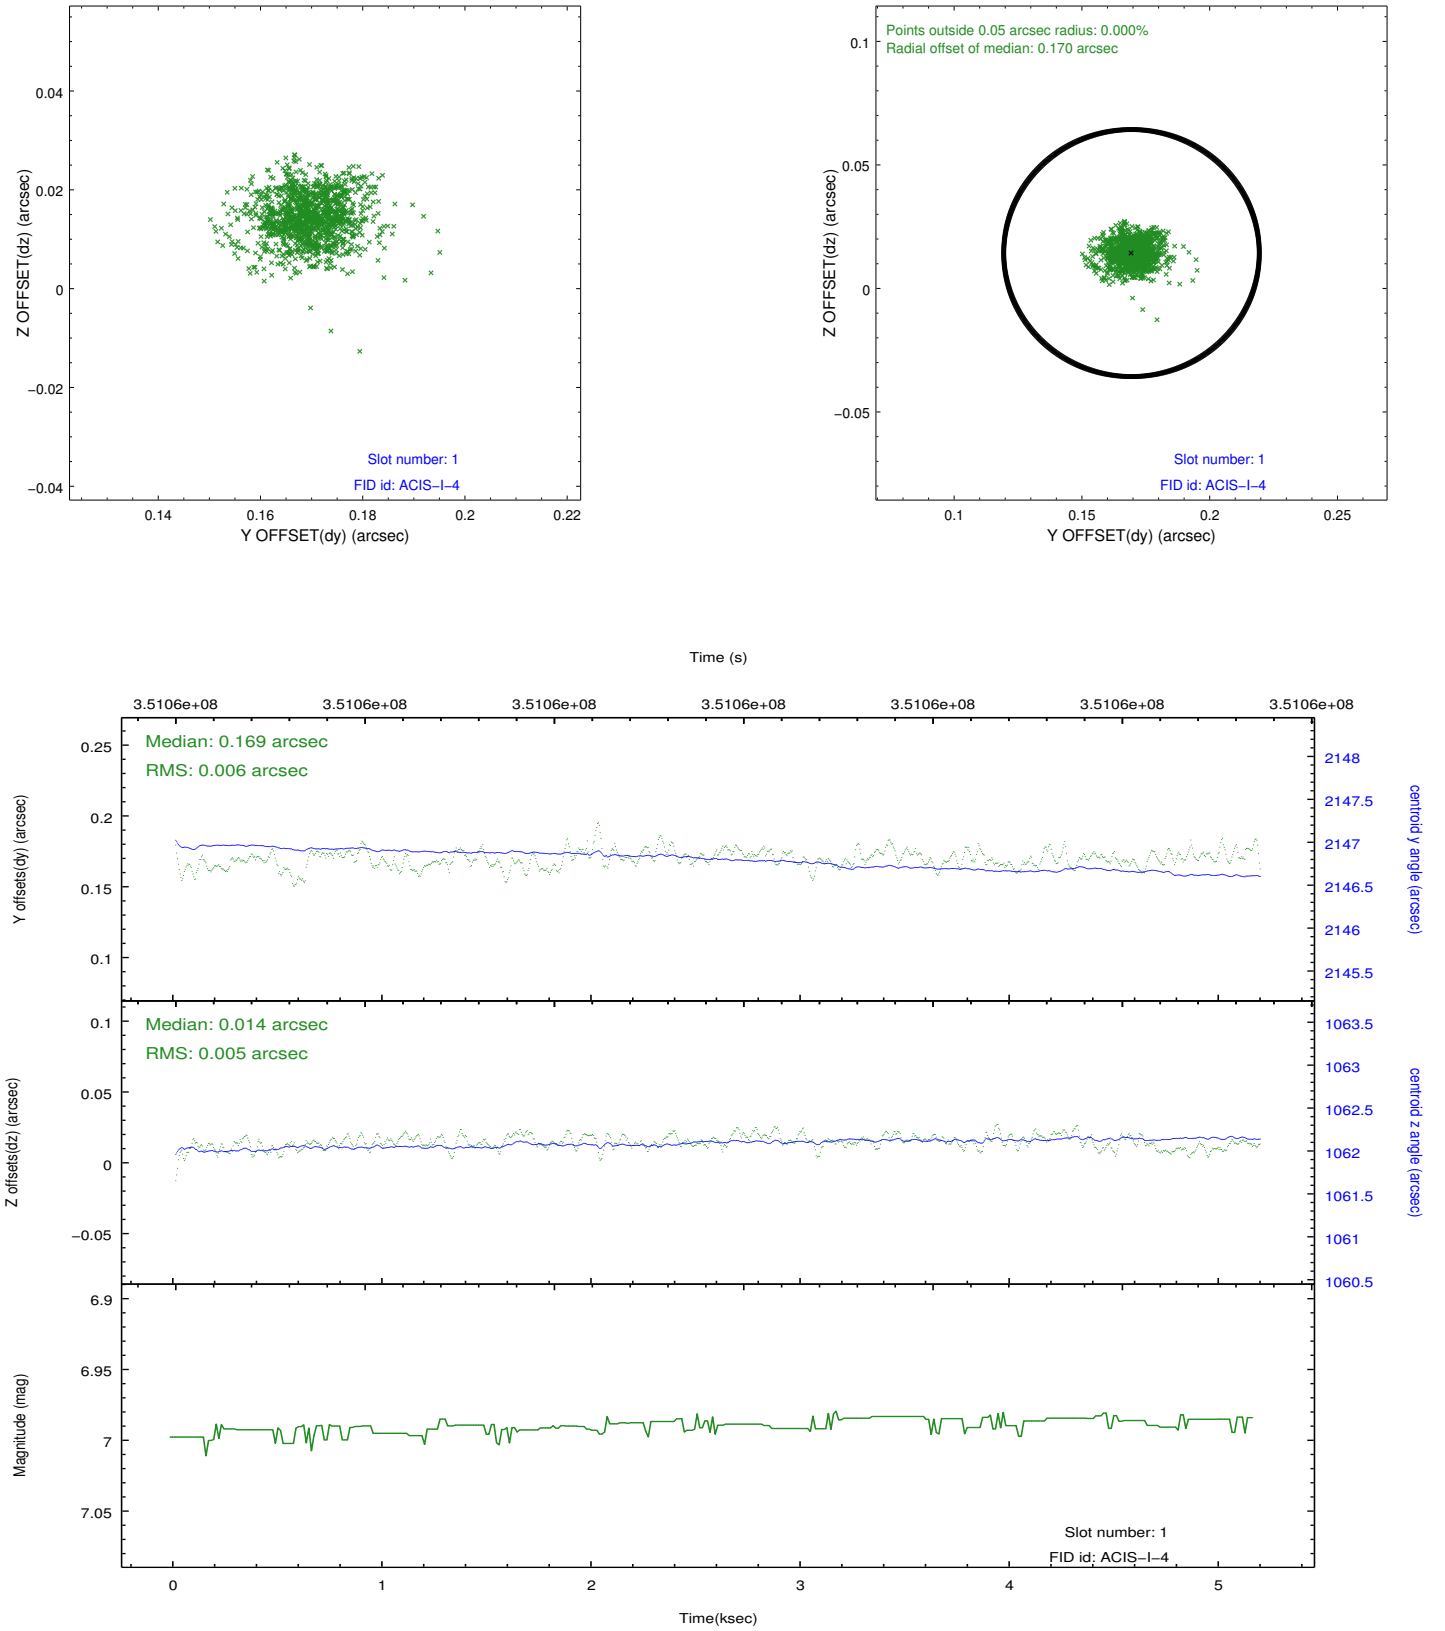 0.04
0.02
0
−0.02
−0.04
Z OFFSET(dz) (arcsec)
Slot number: 1
FID id: ACIS−I−4
0.14 0.16 0.18 0.2 0.22
Y OFFSET(dy) (arcsec)
Points outside 0.05 arcsec radius: 0.000%
Radial offset of median: 0.170 arcsec
0.1
0.05
0
−0.05
Z OFFSET(dz) (arcsec)
Slot number: 1
FID id: ACIS−I−4
0.1 0.15 0.2 0.25
Y OFFSET(dy) (arcsec)
Time (s)
3.5106e+08 3.5106e+08 3.5106e+08 3.5106e+08 3.5106e+08 3.5106e+08 3.5106e+08
Median: 0.169 arcsec
RMS: 0.006 arcsec
0.25
0.2
0.15
0.1
Y offsets(dy) (arcsec)
2148
2147.5
2147
2146.5
2146
2145.5
centroid y angle (arcsec)
Median: 0.014 arcsec
RMS: 0.005 arcsec
0.1
0.05
0
−0.05
Z offsets(dz) (arcsec)
1063.5
1063
1062.5
1062
1061.5
1061
1060.5
centroid z angle (arcsec)
6.9
6.95
7
7.05
Magnitude (mag)
Slot number: 1
FID id: ACIS−I−4
0 1 2 3 4 5
Time(ksec)